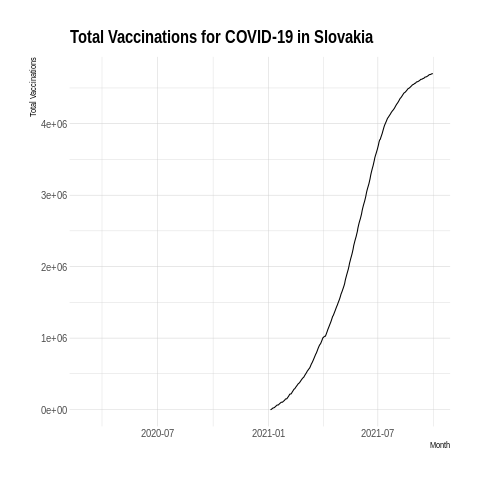 Total Vaccinations for COVID-19 in Slovakia
Total Vaccinations
4e+06
3e+06
2e+06
1e+06
0e+00
2020-07 2021-01 2021-07
Month